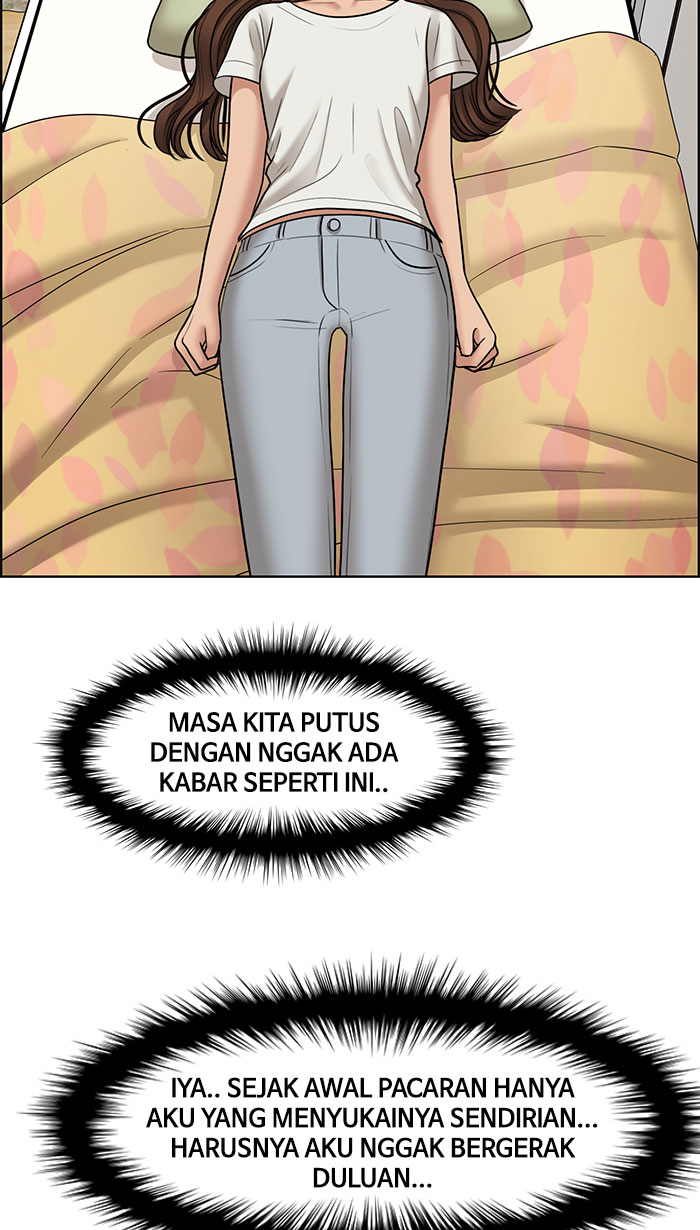 MASA KITA PUTUS
DENGAN NGGAK ADA
KABAR SEPERTI INI..
IYA.. SEJAK AWAL PACARAN HANYA
AKU YANG MENYUKAINYA SENDIRIAN...
HARUSNYA AKU NGGAK BERGERAK
DULUAN...